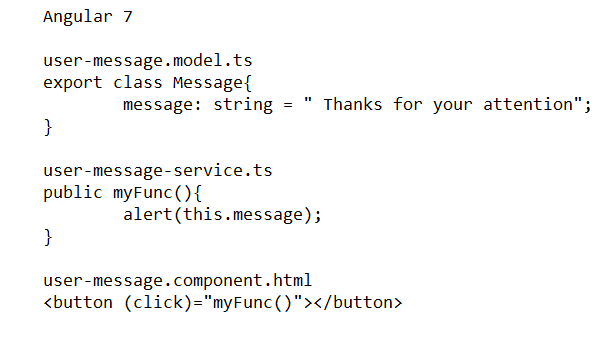 Angular 7
user-message.model.ts
export class Message{
message: string = " Thanks for your attention";
}
user-message-service.ts
public myFunc(){
alert(this.message);
}
user-message.component.html
<button (click)="myFunc()"></button>